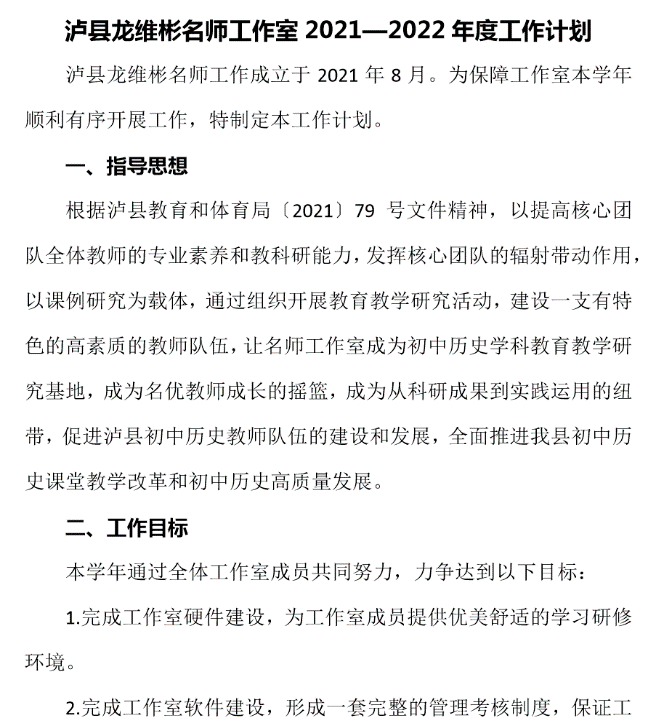 泸县龙维彬名师工作室 2021—2022 年度工作计划
泸县龙维彬名师工作成立于 2021 年 8 月。为保障工作室本学年
顺利有序开展工作，特制定本工作计划。
一、指导思想
根据泸县教育和体育局〔2021〕79 号文件精神，以提高核心团
队全体教师的专业素养和教科研能力，发挥核心团队的辐射带动作用，
以课例研究为载体，通过组织开展教育教学研究活动，建设一支有特
色的高素质的教师队伍，让名师工作室成为初中历史学科教育教学研
究基地，成为名优教师成长的摇篮，成为从科研成果到实践运用的纽
带，促进泸县初中历史教师队伍的建设和发展，全面推进我县初中历
史课堂教学改革和初中历史高质量发展。
二、工作目标
本学年通过全体工作室成员共同努力，力争达到以下目标：
1.完成工作室硬件建设，为工作室成员提供优美舒适的学习研修
环境。
2.完成工作室软件建设，形成一套完整的管理考核制度，保证工